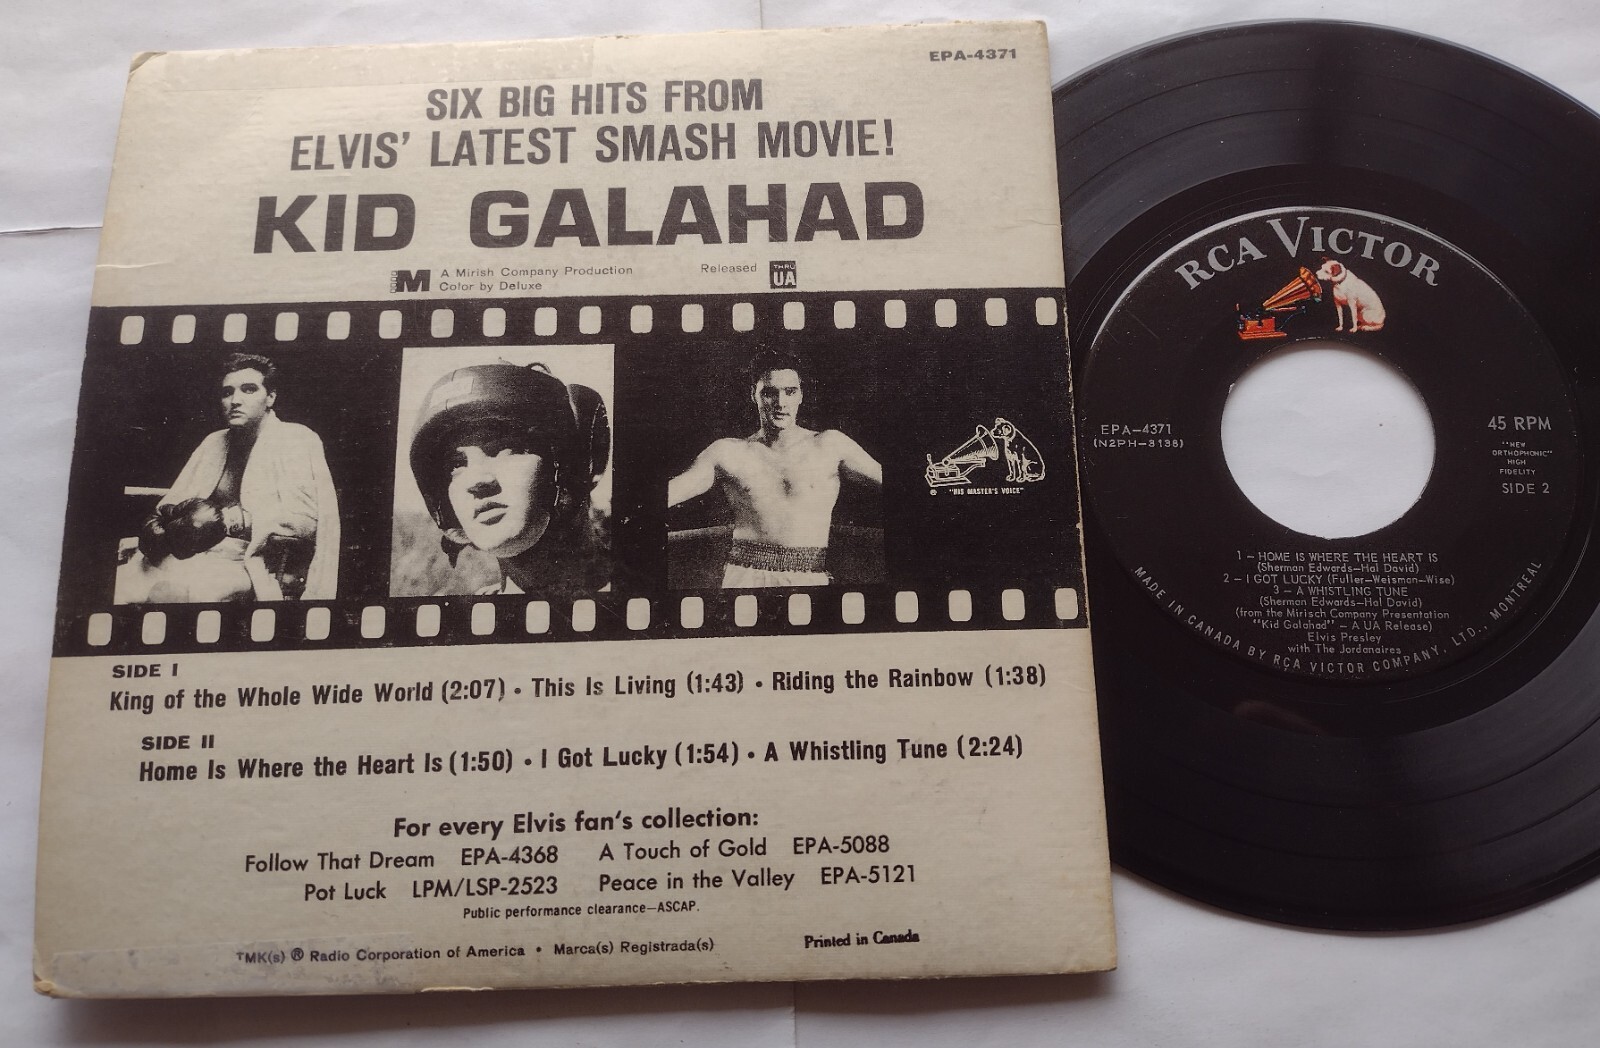 EPA-4371
SIX BIG HITS FROM
ELVIS' LATEST SMASH MOVIE!
KID GALAHAD
M A Mirish Company Production
Color by Deluxe
Released THRU UA
® "HIS MASTER'S VOICE"
SIDE I
King of the Whole Wide World (2:07) • This Is Living (1:43) • Riding the Rainbow (1:38)
SIDE II
Home Is Where the Heart Is (1:50) • I Got Lucky (1:54) • A Whistling Tune (2:24)
For every Elvis fan's collection:
Follow That Dream EPA-4368 A Touch of Gold EPA-5088
Pot Luck LPM/LSP-2523 Peace in the Valley EPA-5121
Public performance clearance—ASCAP.
TMK(s) ® Radio Corporation of America • Marca(s) Registrada(s)
Printed in Canada
RCA VICTOR
EPA-4371
(N2PH-3138)
45 RPM
"NEW
ORTHOPHONIC"
HIGH
FIDELITY
SIDE 2
1 – HOME IS WHERE THE HEART IS
(Sherman Edwards-Hal David)
2 – I GOT LUCKY (Fuller-Weisman-Wise)
3 – A WHISTLING TUNE
(Sherman Edwards-Hal David)
(from the Mirisch Company Presentation
"Kid Galahad" – A UA Release)
Elvis Presley
with The Jordanaires
MADE IN CANADA BY RCA VICTOR COMPANY, LTD., MONTREAL